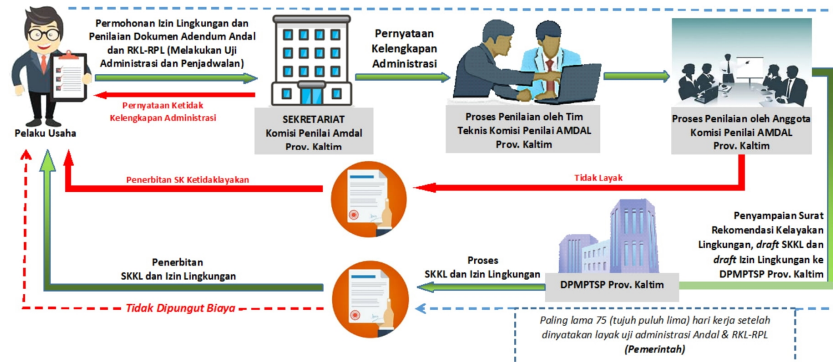 Permohonan Izin Lingkungan dan
Penilaian Dokumen Adendum Andal
dan RKL-RPL (Melakukan Uji
Administrasi dan Penjadwalan)
Pernyataan
Kelengkapan
Administrasi
Pernyataan Ketidak
Kelengkapan Administrasi
Pelaku Usaha
SEKRETARIAT
Komisi Penilai Amdal
Prov. Kaltim
Proses Penilaian oleh Tim
Teknis Komisi Penilai AMDAL
Prov. Kaltim
Proses Penilaian oleh Anggota
Komisi Penilai AMDAL
Prov. Kaltim
Penerbitan SK Ketidaklayakan
Tidak Layak
Penyampaian Surat
Rekomendasi Kelayakan
Lingkungan, draft SKKL dan
draft Izin Lingkungan ke
DPMPTSP Prov. Kaltim
Penerbitan
SKKL dan Izin Lingkungan
Proses
SKKL dan Izin Lingkungan
DPMPTSP Prov. Kaltim
Tidak Dipungut Biaya
Paling lama 75 (tujuh puluh lima) hari kerja setelah
dinyatakan layak uji administrasi Andal & RKL-RPL
(Pemerintah)